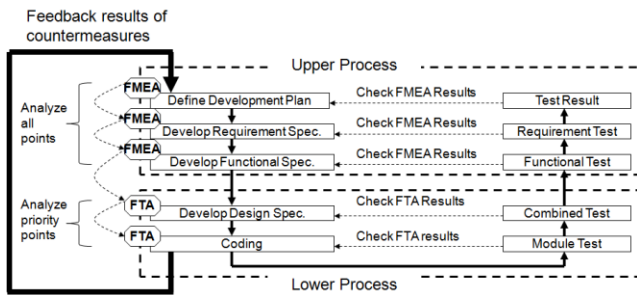 Feedback results of
countermeasures
Upper Process
FMEA
Define Development Plan
Check FMEA Results
Test Result
Analyze
all
points
FMEA
Develop Requirement Spec.
Check FMEA Results
Requirement Test
FMEA
Develop Functional Spec.
Check FMEA Results
Functional Test
Analyze
priority
points
FTA
Develop Design Spec.
Check FTA Results
Combined Test
FTA
Coding
Check FTA results
Module Test
Lower Process